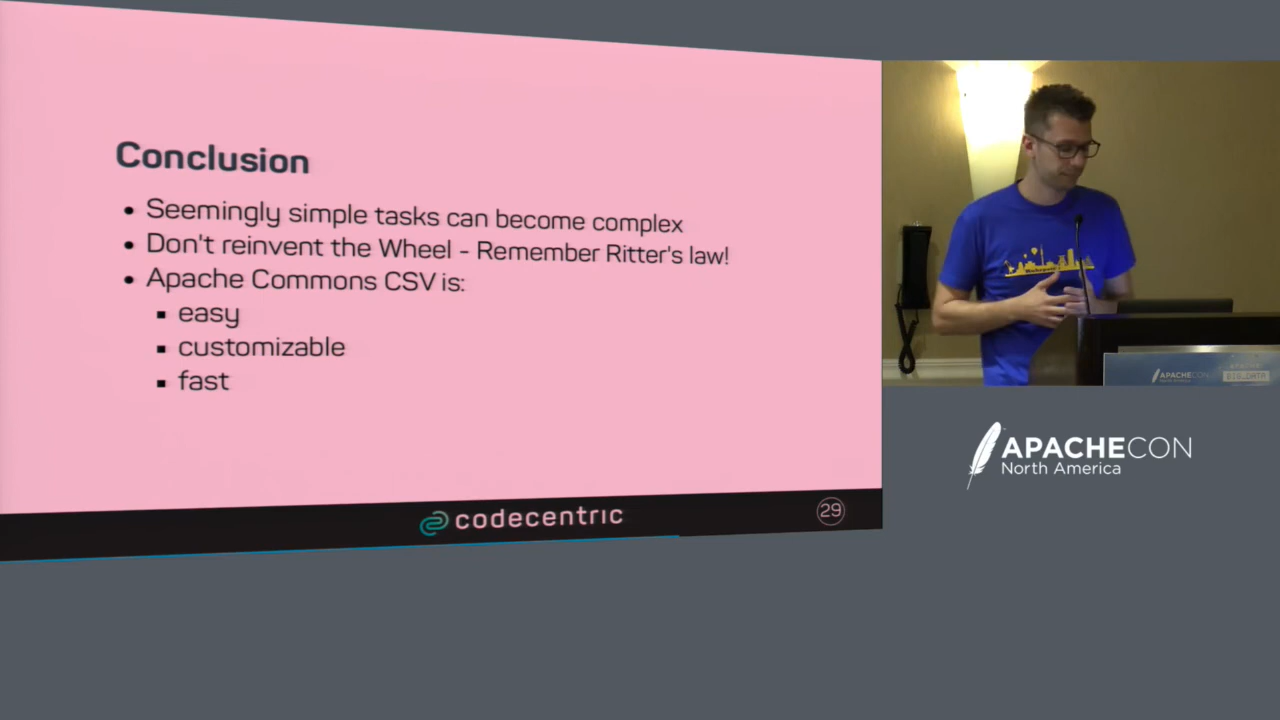 Conclusion
Seemingly simple tasks can become complex
Don't reinvent the Wheel - Remember Ritter's law!
Apache Commons CSV is:
easy
customizable
fast
codecentric
29
APACHECON
North America
APACHECON